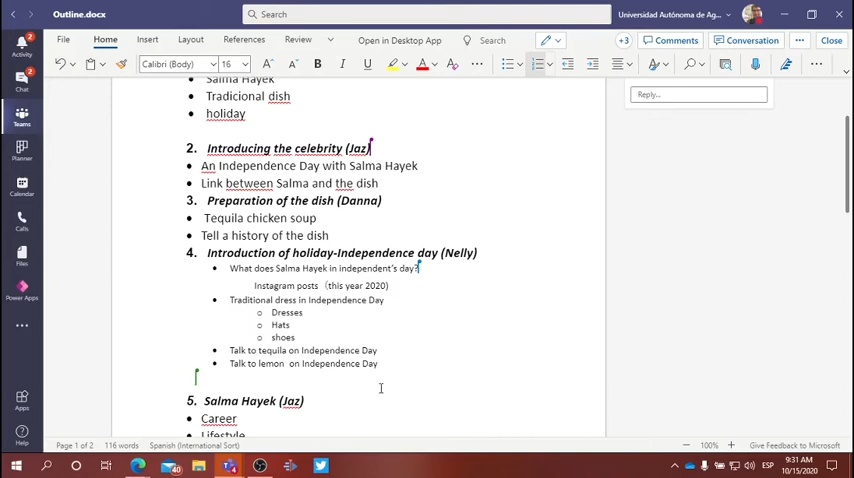 Outline.docx
Search
Universidad Autónoma de Ag...
File Home Insert Layout References Review Open in Desktop App Search +3 Comments Conversation Close
Calibri (Body) 16
Activity
Chat
Teams
Planner
Calendar
Calls
Files
Power Apps
Apps
Help
Reply...
Salma Hayek
Tradicional dish
holiday
2. Introducing the celebrity (Jaz)
An Independence Day with Salma Hayek
Link between Salma and the dish
3. Preparation of the dish (Danna)
Tequila chicken soup
Tell a history of the dish
4. Introduction of holiday-Independence day (Nelly)
What does Salma Hayek in independent's day?
Instagram posts (this year 2020)
Traditional dress in Independence Day
Dresses
Hats
shoes
Talk to tequila on Independence Day
Talk to lemon on Independence Day
5. Salma Hayek (Jaz)
Career
Lifestyle
Page 1 of 2 116 words Spanish (International Sort) 100% Give Feedback to Microsoft
ESP
9:31 AM
10/15/2020